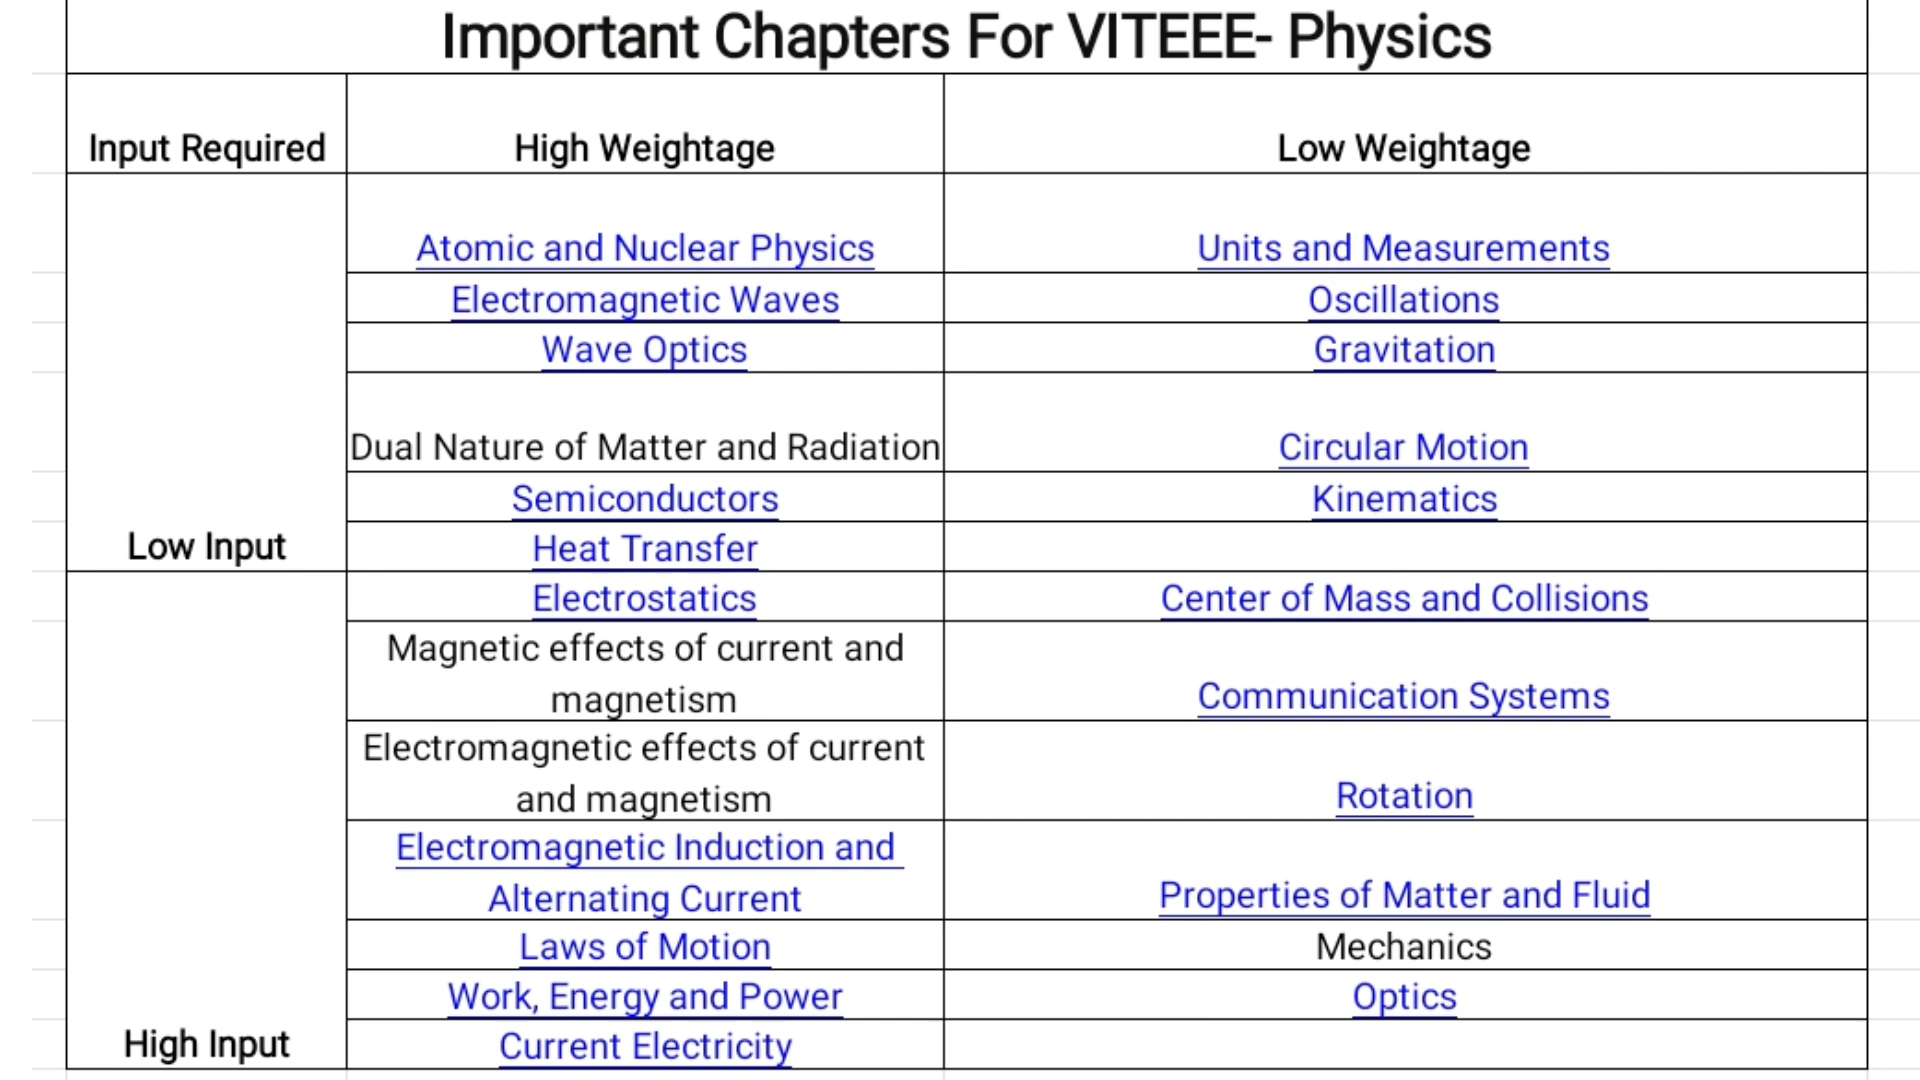 Important Chapters For VITEEE- Physics
Input Required
High Weightage
Low Weightage
Atomic and Nuclear Physics
Units and Measurements
Electromagnetic Waves
Oscillations
Wave Optics
Gravitation
Dual Nature of Matter and Radiation
Circular Motion
Semiconductors
Kinematics
Low Input
Heat Transfer
Electrostatics
Center of Mass and Collisions
Magnetic effects of current and
magnetism
Communication Systems
Electromagnetic effects of current
and magnetism
Rotation
Electromagnetic Induction and
Alternating Current
Properties of Matter and Fluid
Laws of Motion
Mechanics
Work, Energy and Power
Optics
High Input
Current Electricity